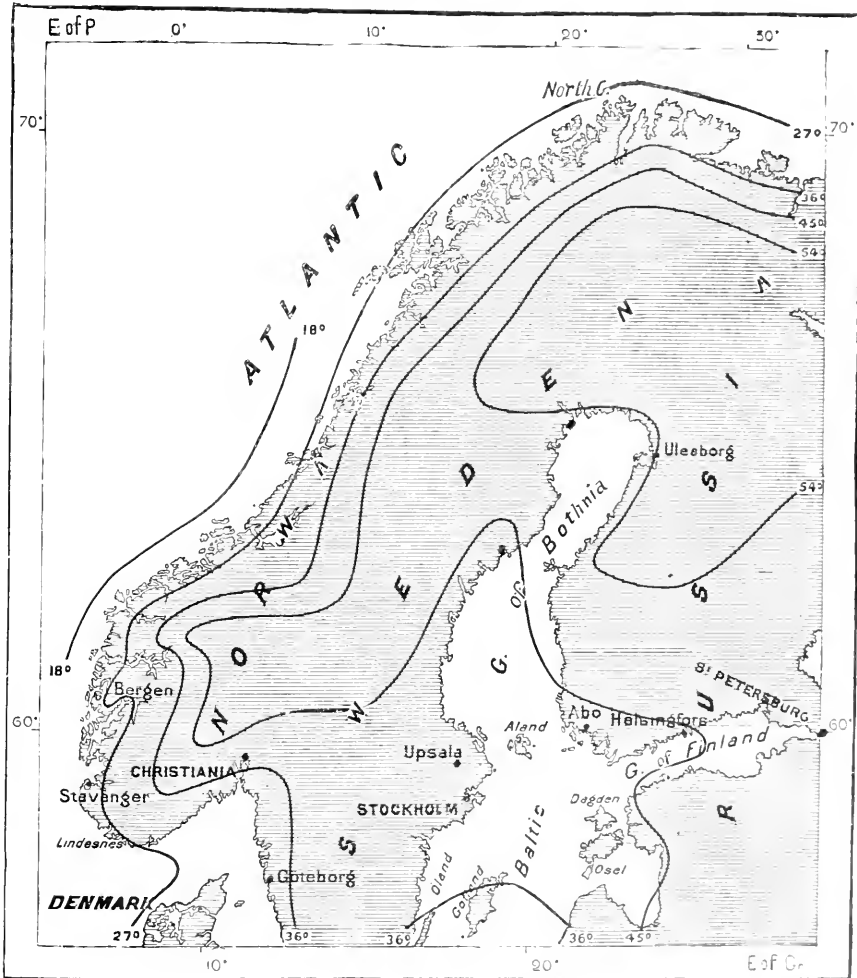 E. of P. 0° 10° 20° 30°
North C.
70° 70°
27°
36°
45°
54°
ATLANTIC
18°
NORWAY
SWEDEN
RUSSIA
Uleaborg
54°
G. of Bothnia
18°
Bergen
St PETERSBURG
60° 60°
Abo Helsingfors
Aland
G. of Finland
Upsala
CHRISTIANIA
Stavenger
STOCKHOLM
Dagden
Lindesnes
Baltic
Osel
Göteborg
Oland
Gotland
DENMARK
27° 36° 36° 36° 45°
10° 20° E. of Gr.